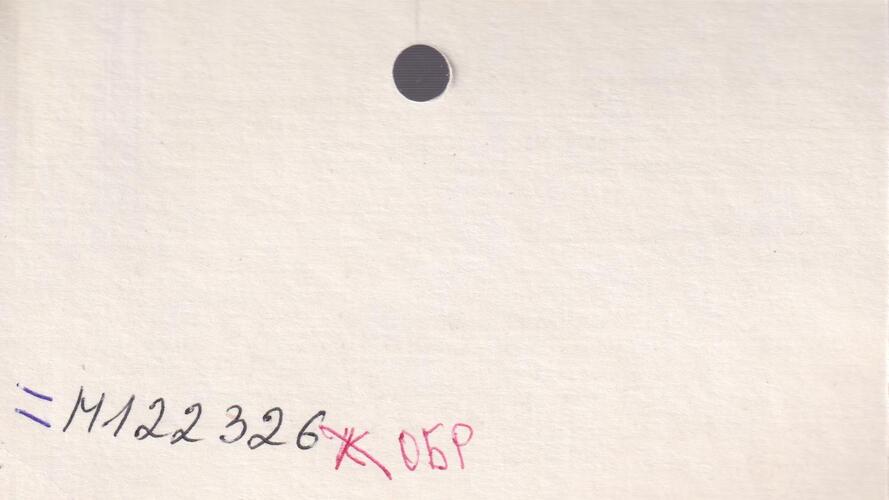 = М122326 Ж ОБР